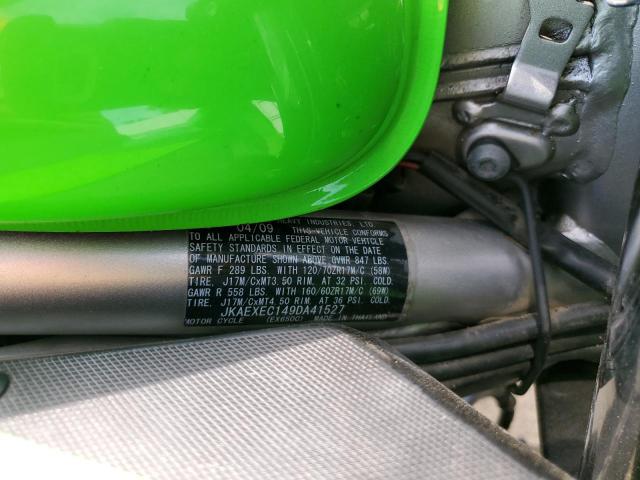 HEAVY INDUSTRIES, LTD.
04/09 THIS VEHICLE CONFORMS
TO ALL APPLICABLE FEDERAL MOTOR VEHICLE
SAFETY STANDARDS IN EFFECT ON THE DATE
OF MANUFACTURE SHOWN ABOVE GVWR 847 LBS.
GAWR F 289 LBS. WITH 120/70ZR17M/C (58W)
TIRE, J17M/CxMT3.50 RIM, AT 32 PSI. COLD.
GAWR R 558 LBS. WITH 160/60ZR17M/C (69W)
TIRE, J17M/CxMT4.50 RIM, AT 36 PSI. COLD.
JKAEXEC149DA41527
MOTOR CYCLE (EX650C) MADE IN THAILAND